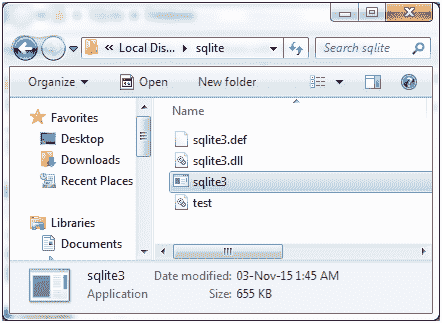 « Local Dis... ▸ sqlite
Search sqlite
Organize ▾ Open New folder
Favorites
Desktop
Downloads
Recent Places
Libraries
Documents
Name
sqlite3.def
sqlite3.dll
sqlite3
test
sqlite3 Date modified: 03-Nov-15 1:45 AM
Application Size: 655 KB